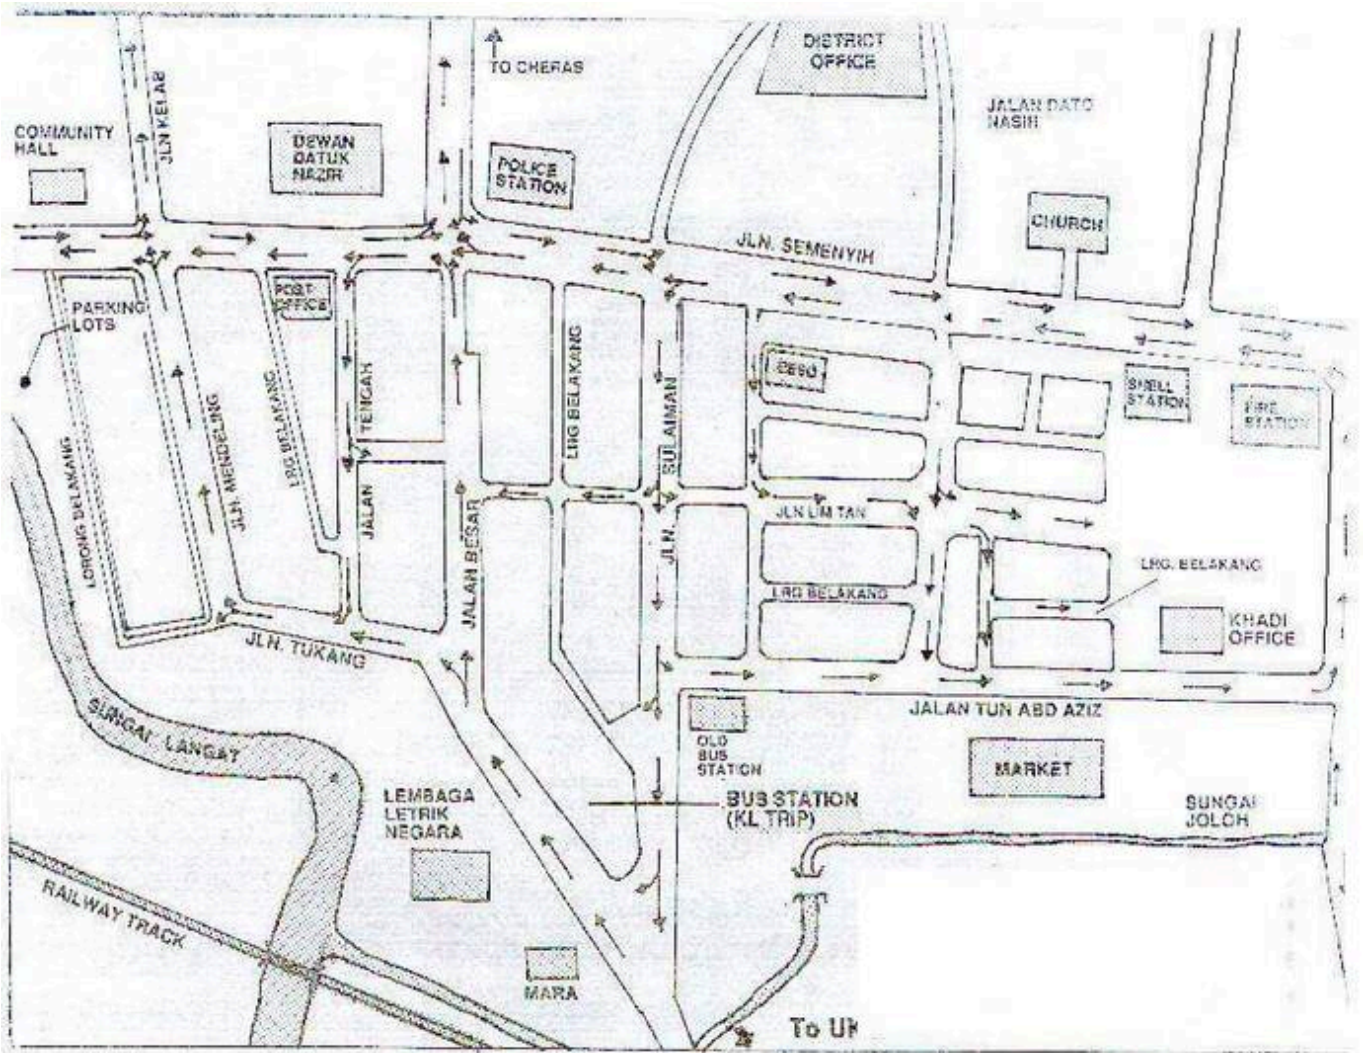 TO CHERAS
DISTRICT
OFFICE
JALAN DATO
NASIR
COMMUNITY
HALL
JLN KELAB
DEWAN
DATUK
NAZIR
POLICE
STATION
CHURCH
JLN. SEMENYIH
POST
OFFICE
PARKING
LOTS
SHELL
STATION
FIRE
STATION
LORONG BELAKANG
JLN. MENDELING
LRG BELAKANG
JALAN TENGAH
JALAN BESAR
LRG BELAKANG
JLN. SULAIMAN
JLN LIM TAN
LRG BELAKANG
LRG. BELAKANG
KHADI
OFFICE
JLN. TUKANG
SUNGAI LANGAT
JALAN TUN ABD AZIZ
OLD
BUS
STATION
MARKET
LEMBAGA
LETRIK
NEGARA
BUS STATION
(KL TRIP)
SUNGAI
JOLOH
RAILWAY TRACK
MARA
To UK